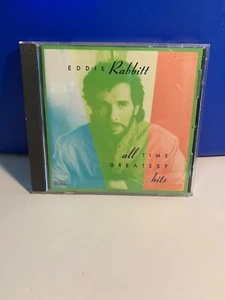 EDDIE Rabbitt
all TIME
GREATEST
hits